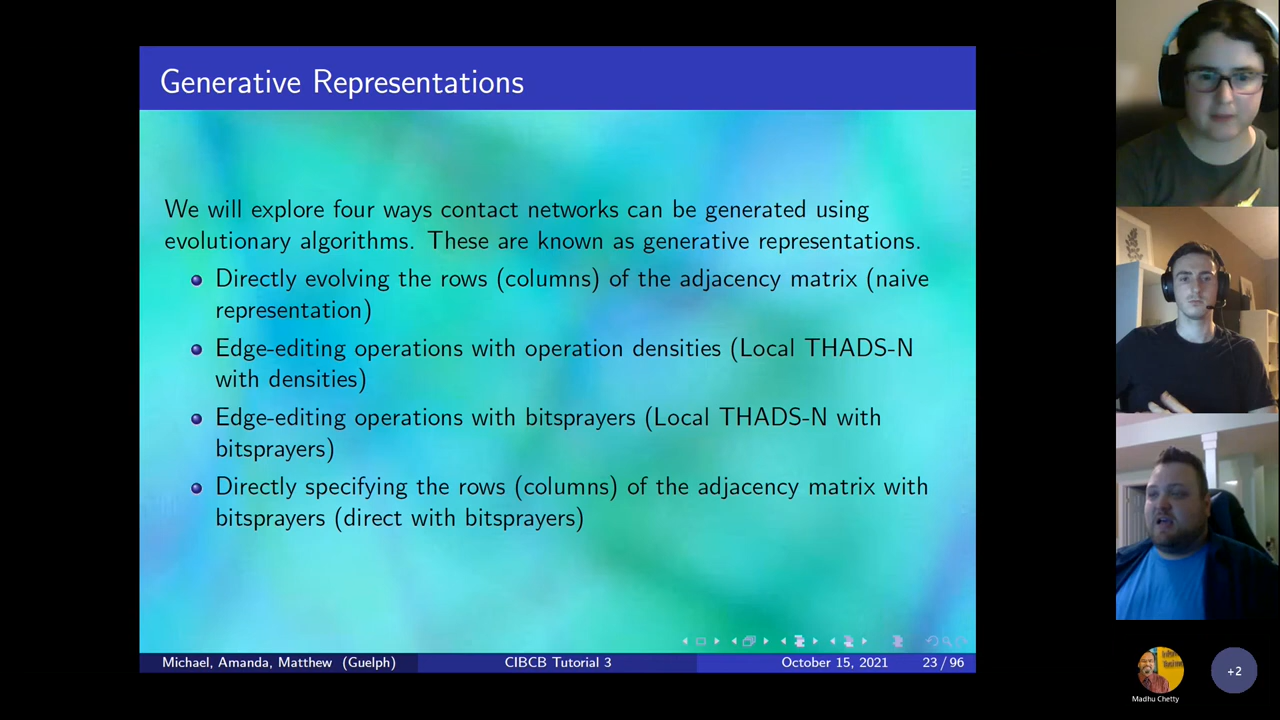 Generative Representations
We will explore four ways contact networks can be generated using
evolutionary algorithms. These are known as generative representations.
Directly evolving the rows (columns) of the adjacency matrix (naive
representation)
Edge-editing operations with operation densities (Local THADS-N
with densities)
Edge-editing operations with bitsprayers (Local THADS-N with
bitsprayers)
Directly specifying the rows (columns) of the adjacency matrix with
bitsprayers (direct with bitsprayers)
Michael, Amanda, Matthew (Guelph) CIBCB Tutorial 3 October 15, 2021 23 / 96
Madhu Chetty
+2